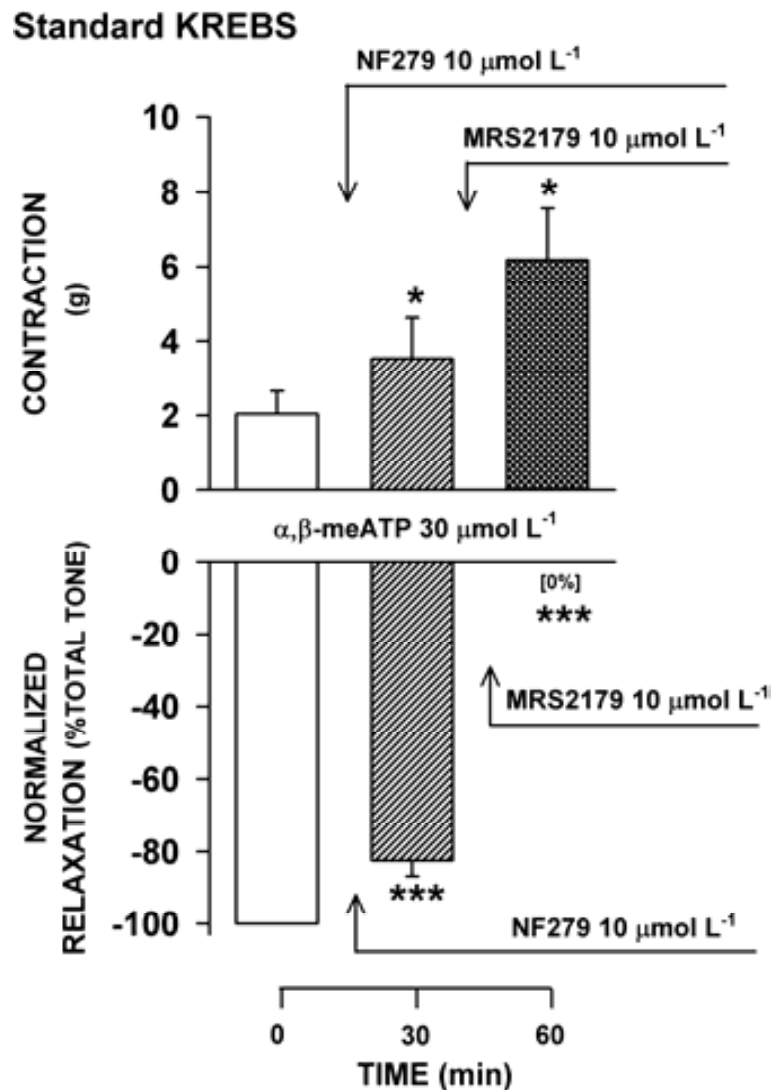 Standard KREBS
NF279 10 μmol L⁻¹
MRS2179 10 μmol L⁻¹
CONTRACTION
(g)
10
8
6
4
2
0
*
*
α,β-meATP 30 μmol L⁻¹
NORMALIZED
RELAXATION (%TOTAL TONE)
0
-20
-40
-60
-80
-100
[0%]
***
MRS2179 10 μmol L⁻¹
***
NF279 10 μmol L⁻¹
0 30 60
TIME (min)